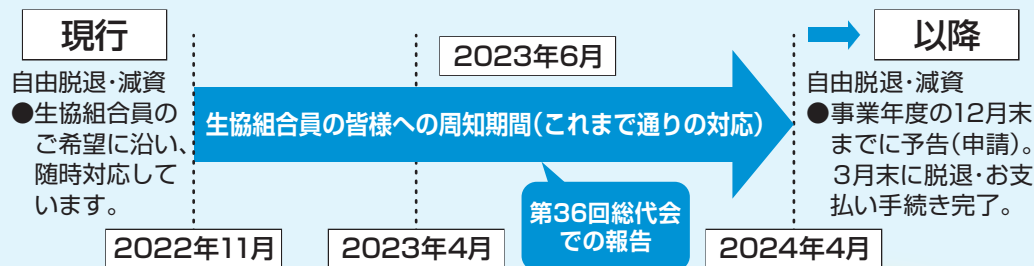 現行
自由脱退・減資
●生協組合員の
ご希望に沿い、
随時対応して
います。
2023年6月
生協組合員の皆様への周知期間(これまで通りの対応)
第36回総代会
での報告
2022年11月
2023年4月
2024年4月
以降
自由脱退・減資
●事業年度の12月末
までに予告(申請)。
3月末に脱退・お支
払い手続き完了。